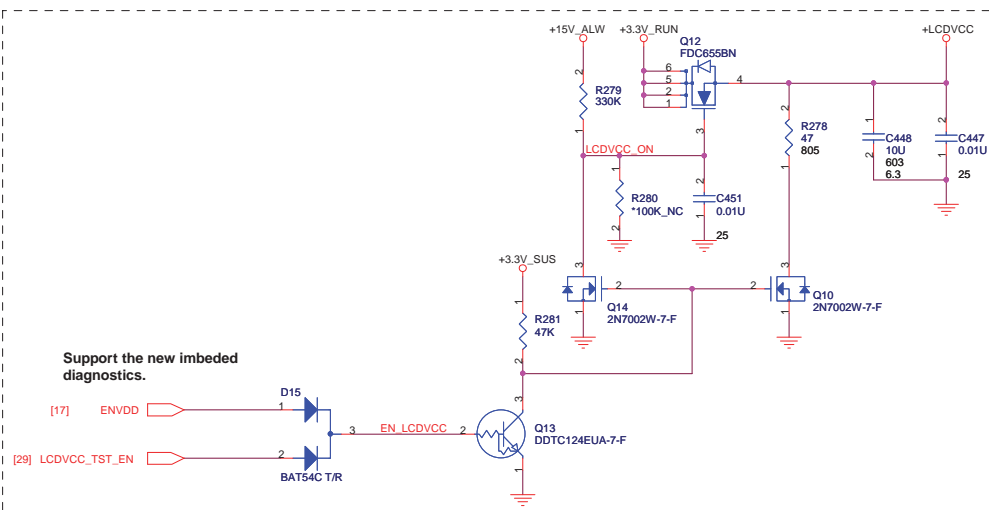 +15V_ALW
+3.3V_RUN
+LCDVCC
Q12
FDC655BN
6
5
2
1
4
3
2
R279
330K
1
LCDVCC_ON
2
R278
47
805
1
1
C448
10U
603
6.3
2
2
C447
0.01U
1
25
1
R280
*100K_NC
2
2
C451
0.01U
1
25
+3.3V_SUS
3
2
Q14
2N7002W-7-F
1
3
2
Q10
2N7002W-7-F
1
1
R281
47K
2
Support the new imbeded
diagnostics.
D15
[17] ENVDD
1
3
EN_LCDVCC
2
3
Q13
DDTC124EUA-7-F
1
[29] LCDVCC_TST_EN
2
BAT54C T/R